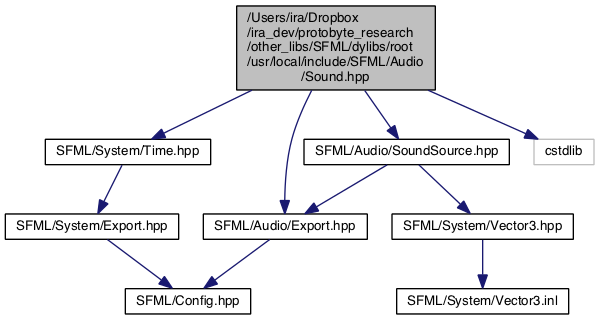 /Users/ira/Dropbox
/ira_dev/protobyte_research
/other_libs/SFML/dylibs/root
/usr/local/include/SFML/Audio
/Sound.hpp
SFML/System/Time.hpp
SFML/Audio/SoundSource.hpp
cstdlib
SFML/System/Export.hpp
SFML/Audio/Export.hpp
SFML/System/Vector3.hpp
SFML/Config.hpp
SFML/System/Vector3.inl